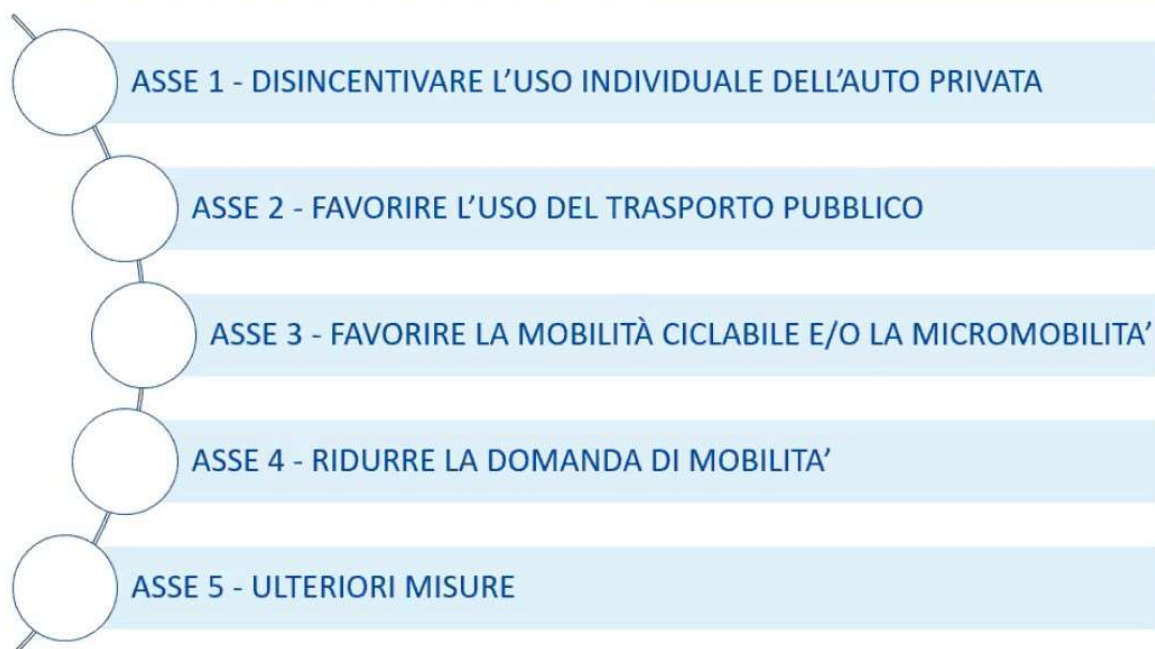 ASSE 1 - DISINCENTIVARE L'USO INDIVIDUALE DELL'AUTO PRIVATA
ASSE 2 - FAVORIRE L'USO DEL TRASPORTO PUBBLICO
ASSE 3 - FAVORIRE LA MOBILITÀ CICLABILE E/O LA MICROMOBILITA'
ASSE 4 - RIDURRE LA DOMANDA DI MOBILITA'
ASSE 5 - ULTERIORI MISURE